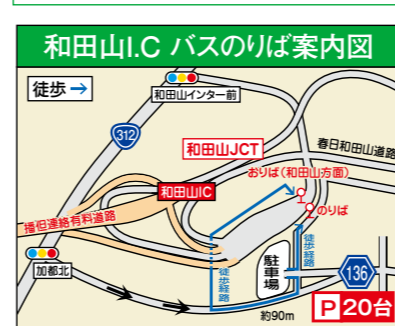 和田山I.C バスのりば案内図
徒歩→
和田山インター前
312
和田山JCT
春日和田山道路
おりば（和田山方面）
和田山IC
のりば
播但連絡有料道路
加都北
徒歩経路
駐車場
徒歩経路
136
約90m
P 20台